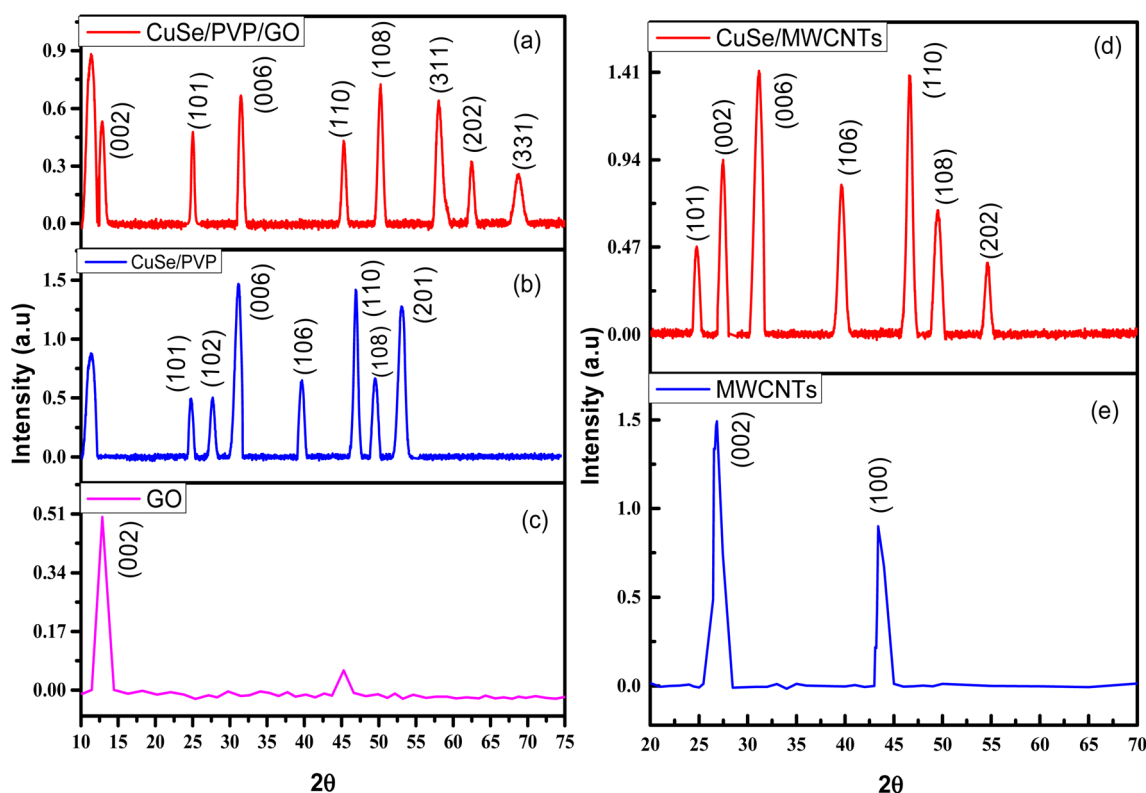 CuSe/PVP/GO
(a)
0.9
0.6
0.3
0.0
(002)
(101)
(006)
(110)
(108)
(311)
(202)
(331)
CuSe/PVP
(b)
1.5
1.0
0.5
0.0
(101)
(102)
(006)
(106)
(110)
(108)
(201)
GO
(c)
0.51
0.34
0.17
0.00
(002)
10 15 20 25 30 35 40 45 50 55 60 65 70 75
2θ
Intensity (a.u)
CuSe/MWCNTs
(d)
1.41
0.94
0.47
0.00
(101)
(002)
(006)
(106)
(110)
(108)
(202)
MWCNTs
(e)
1.5
1.0
0.5
0.0
(002)
(100)
20 25 30 35 40 45 50 55 60 65 70
2θ
Intensity (a.u)